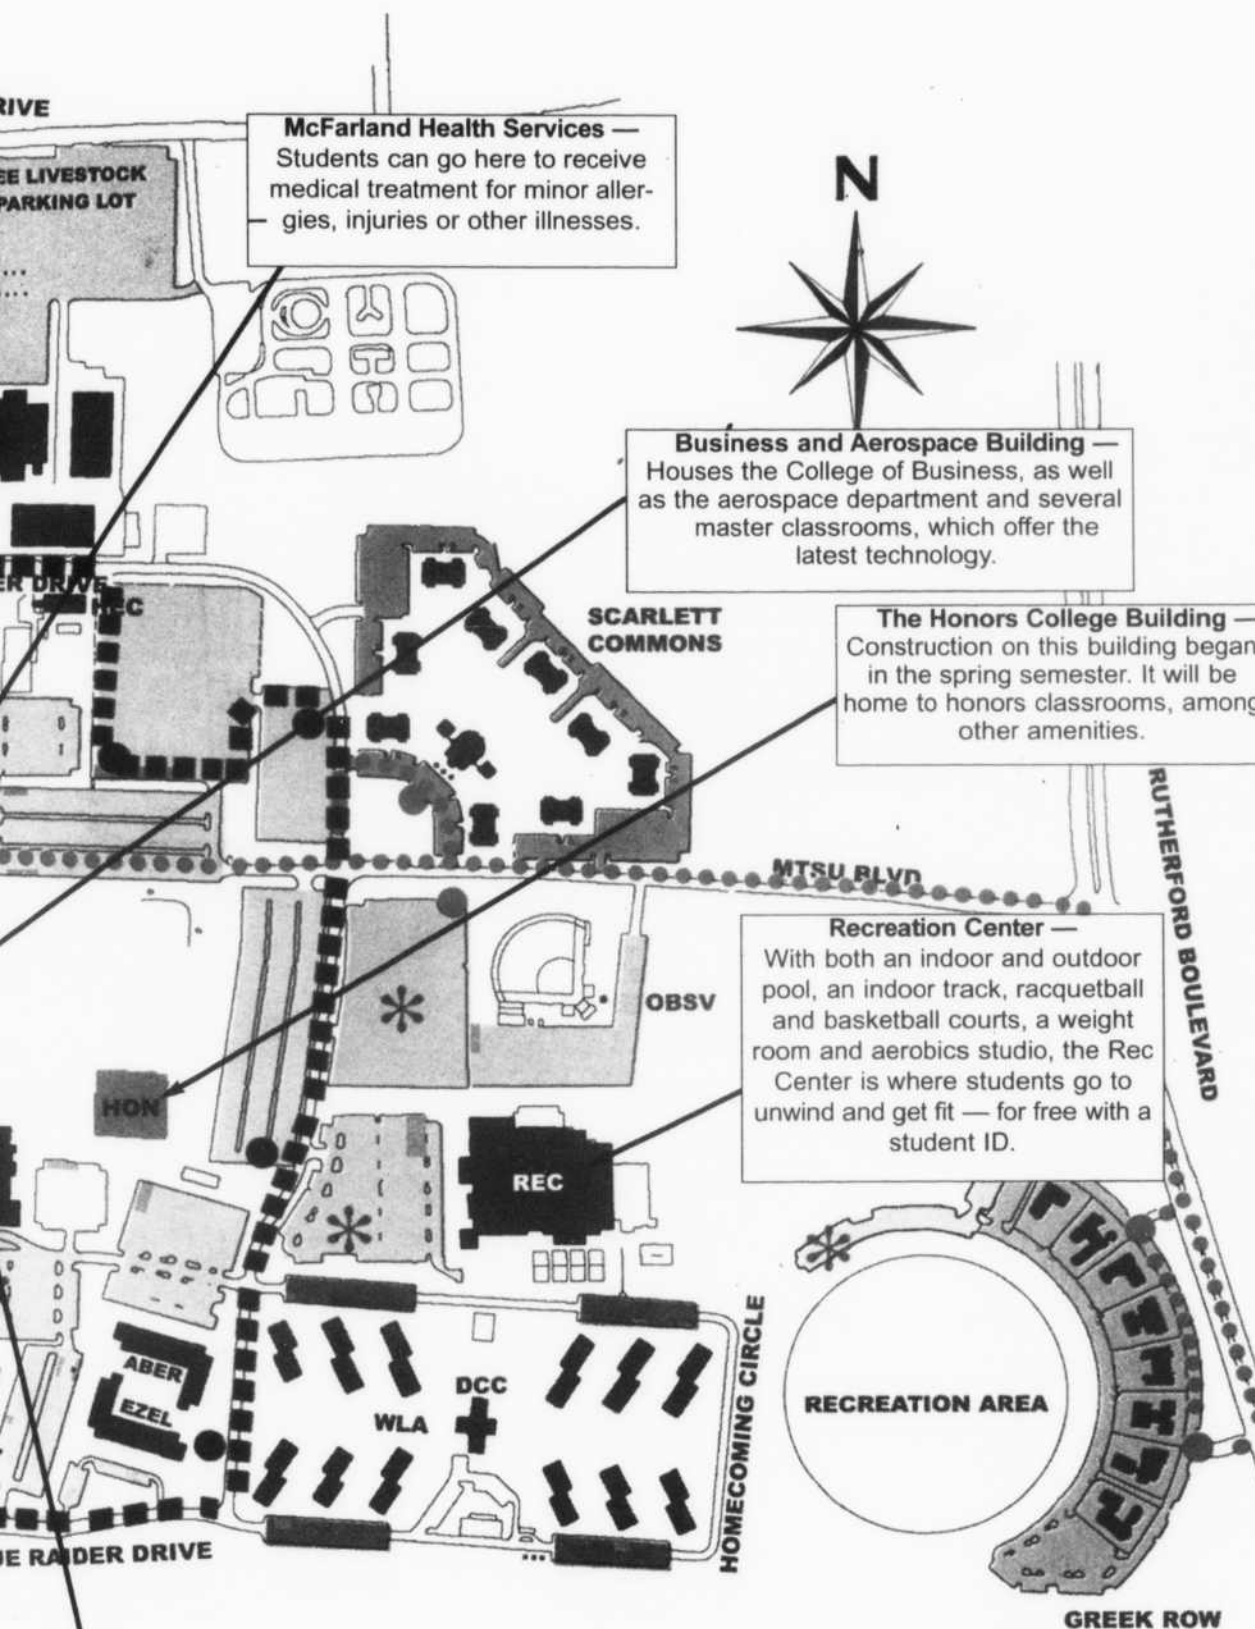 RIVE
McFarland Health Services —
Students can go here to receive
medical treatment for minor aller-
gies, injuries or other illnesses.
EE LIVESTOCK
PARKING LOT
N
Business and Aerospace Building —
Houses the College of Business, as well
as the aerospace department and several
master classrooms, which offer the
latest technology.
ER DRIVE
HEC
SCARLETT
COMMONS
The Honors College Building —
Construction on this building began
in the spring semester. It will be
home to honors classrooms, among
other amenities.
RUTHERFORD BOULEVARD
MTSU BLVD
Recreation Center —
With both an indoor and outdoor
pool, an indoor track, racquetball
and basketball courts, a weight
room and aerobics studio, the Rec
Center is where students go to
unwind and get fit — for free with a
student ID.
OBSV
HON
REC
ABER
EZEL
DCC
WLA
HOMECOMING CIRCLE
RECREATION AREA
UE RAIDER DRIVE
GREEK ROW